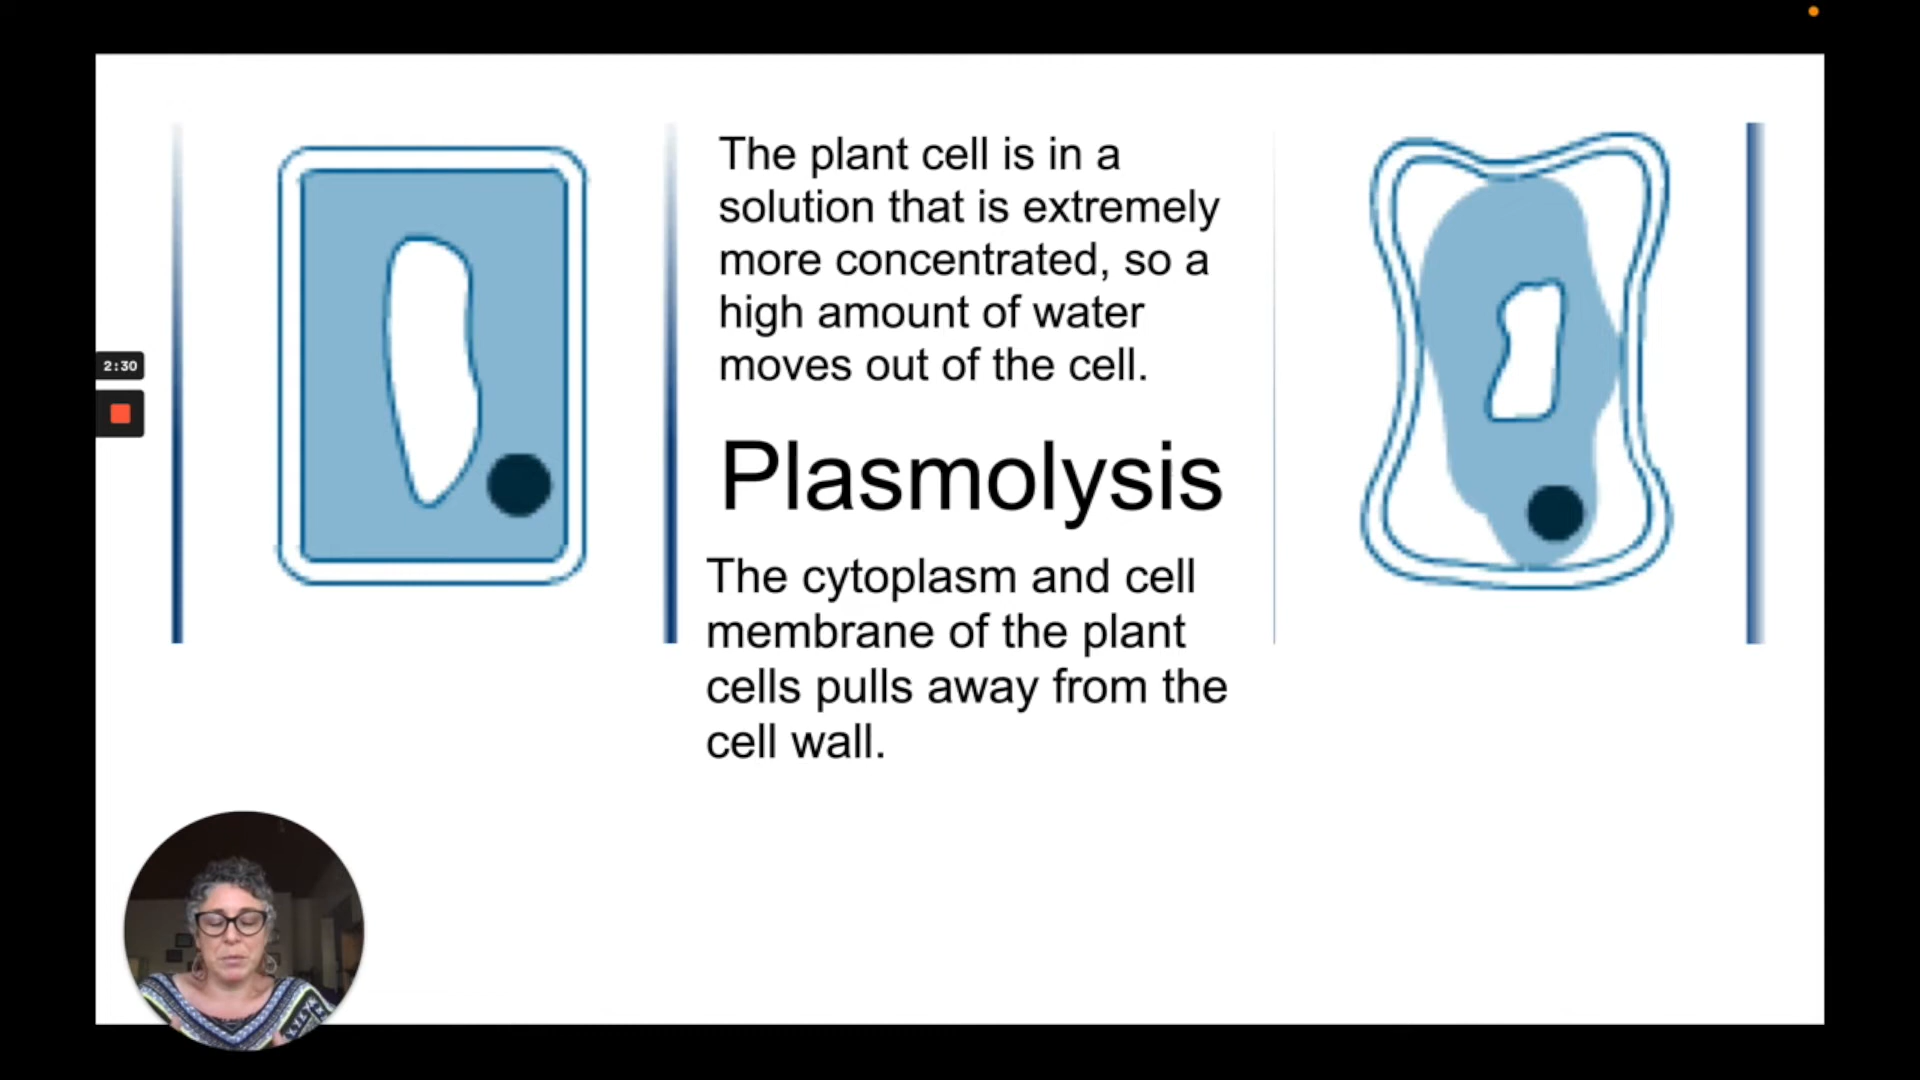 The plant cell is in a
solution that is extremely
more concentrated, so a
high amount of water
moves out of the cell.
2:30
Plasmolysis
The cytoplasm and cell
membrane of the plant
cells pulls away from the
cell wall.